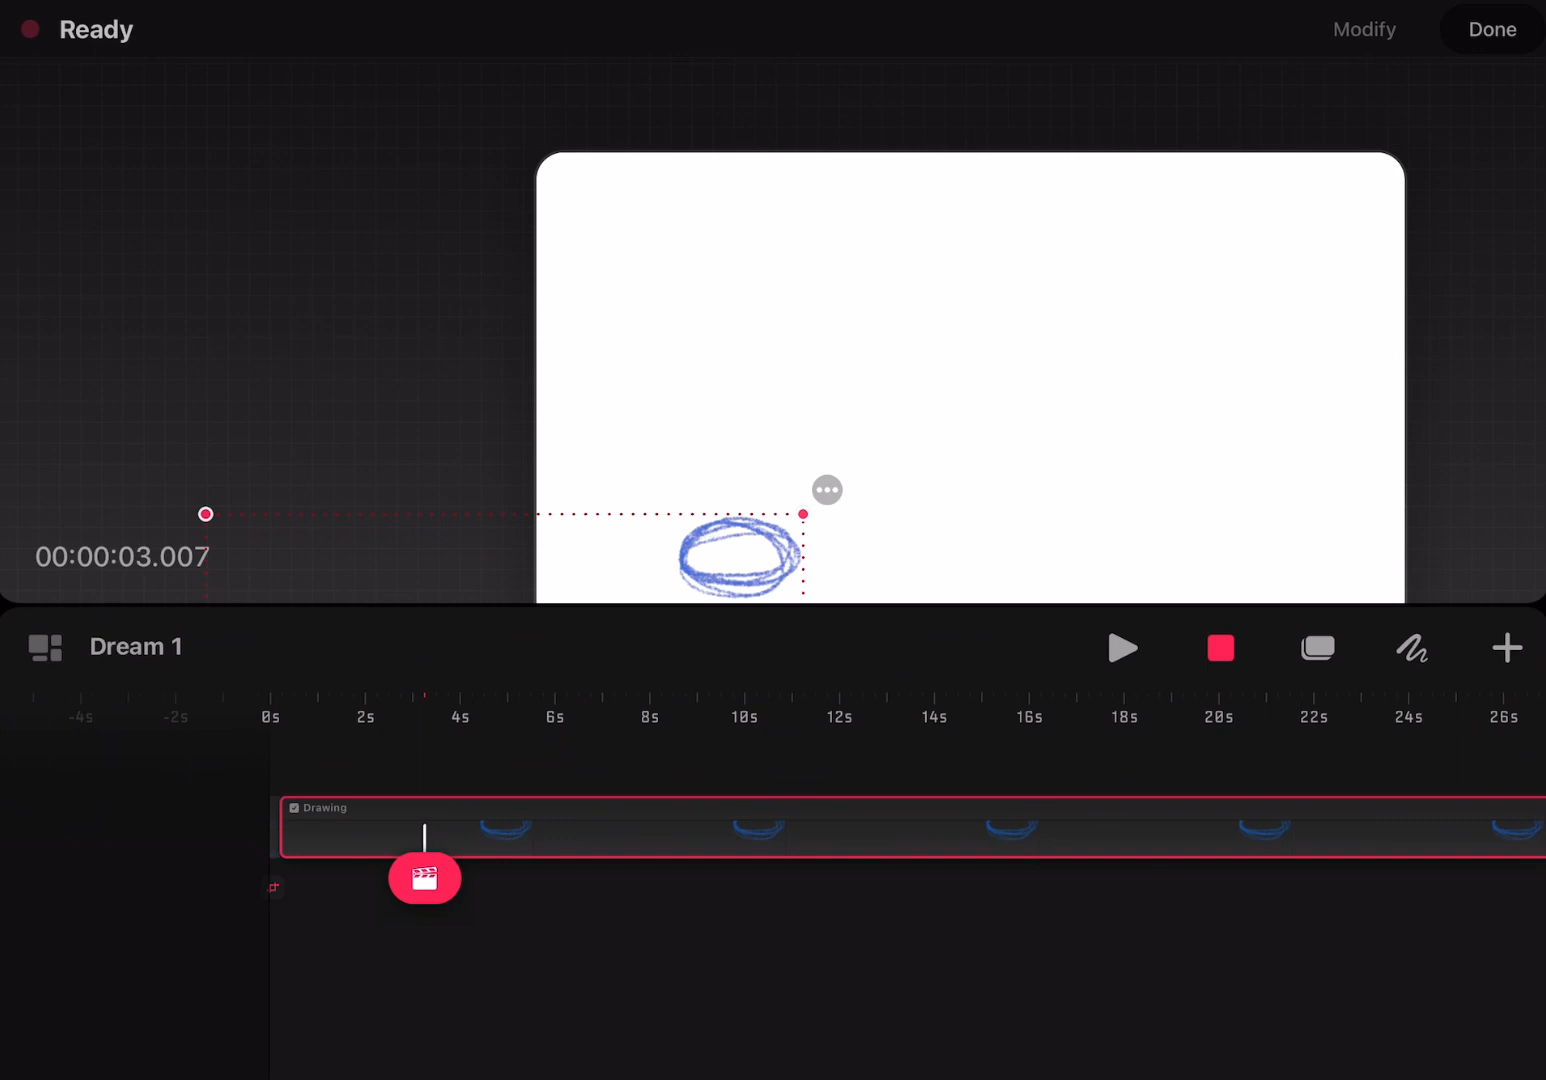 Ready
Modify
Done
00:00:03.007
Dream 1
-4s -2s 0s 2s 4s 6s 8s 10s 12s 14s 16s 18s 20s 22s 24s 26s
Drawing